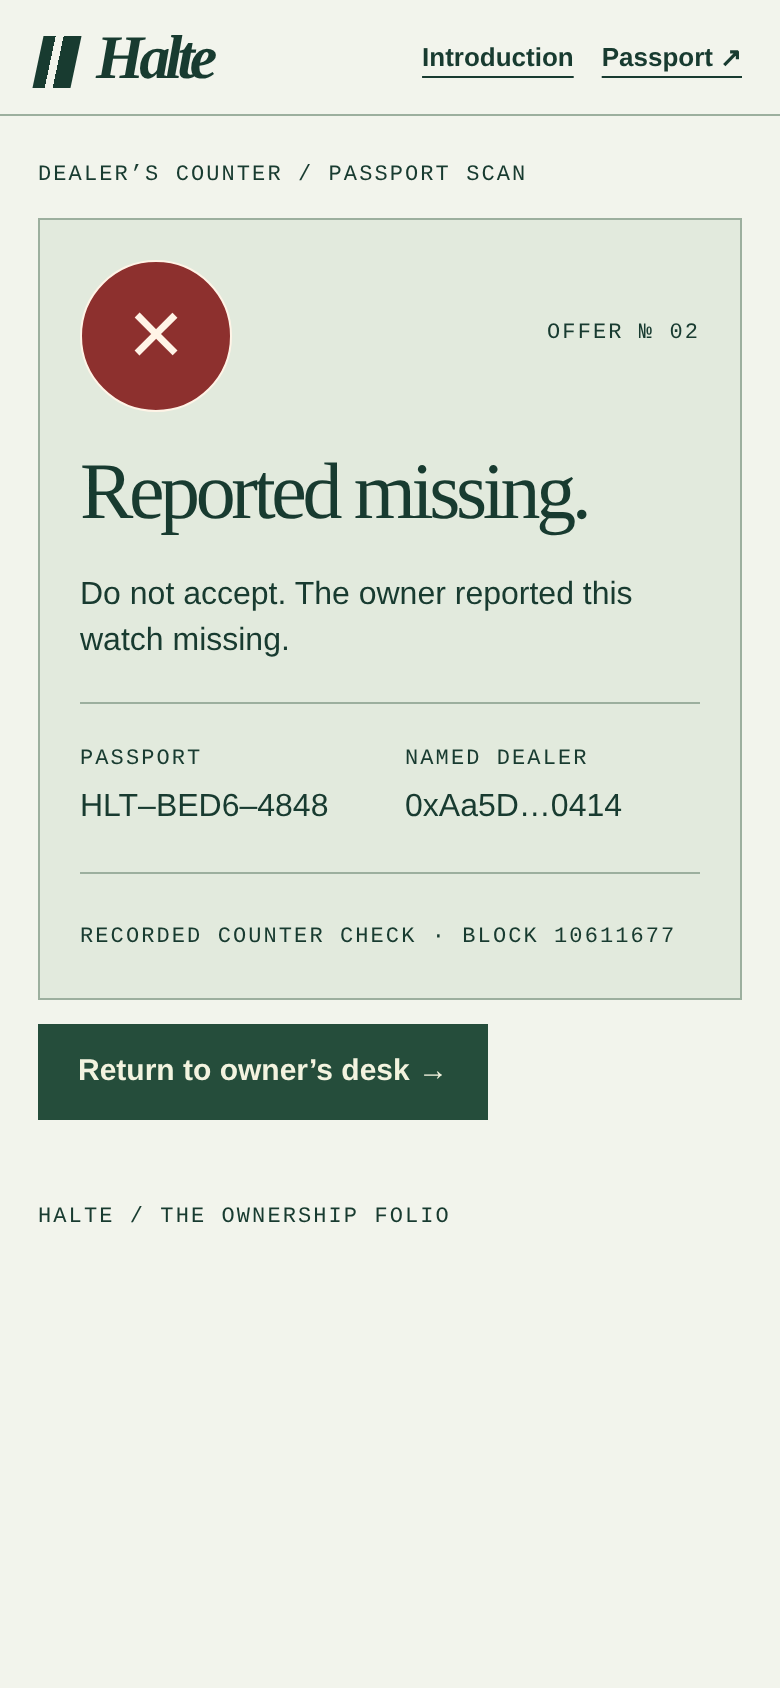 Halte
Introduction
Passport ↗
DEALER’S COUNTER / PASSPORT SCAN
OFFER № 02
Reported missing.
Do not accept. The owner reported this
watch missing.
PASSPORT
HLT–BED6–4848
NAMED DEALER
0xAa5D…0414
RECORDED COUNTER CHECK · BLOCK 10611677
Return to owner’s desk →
HALTE / THE OWNERSHIP FOLIO